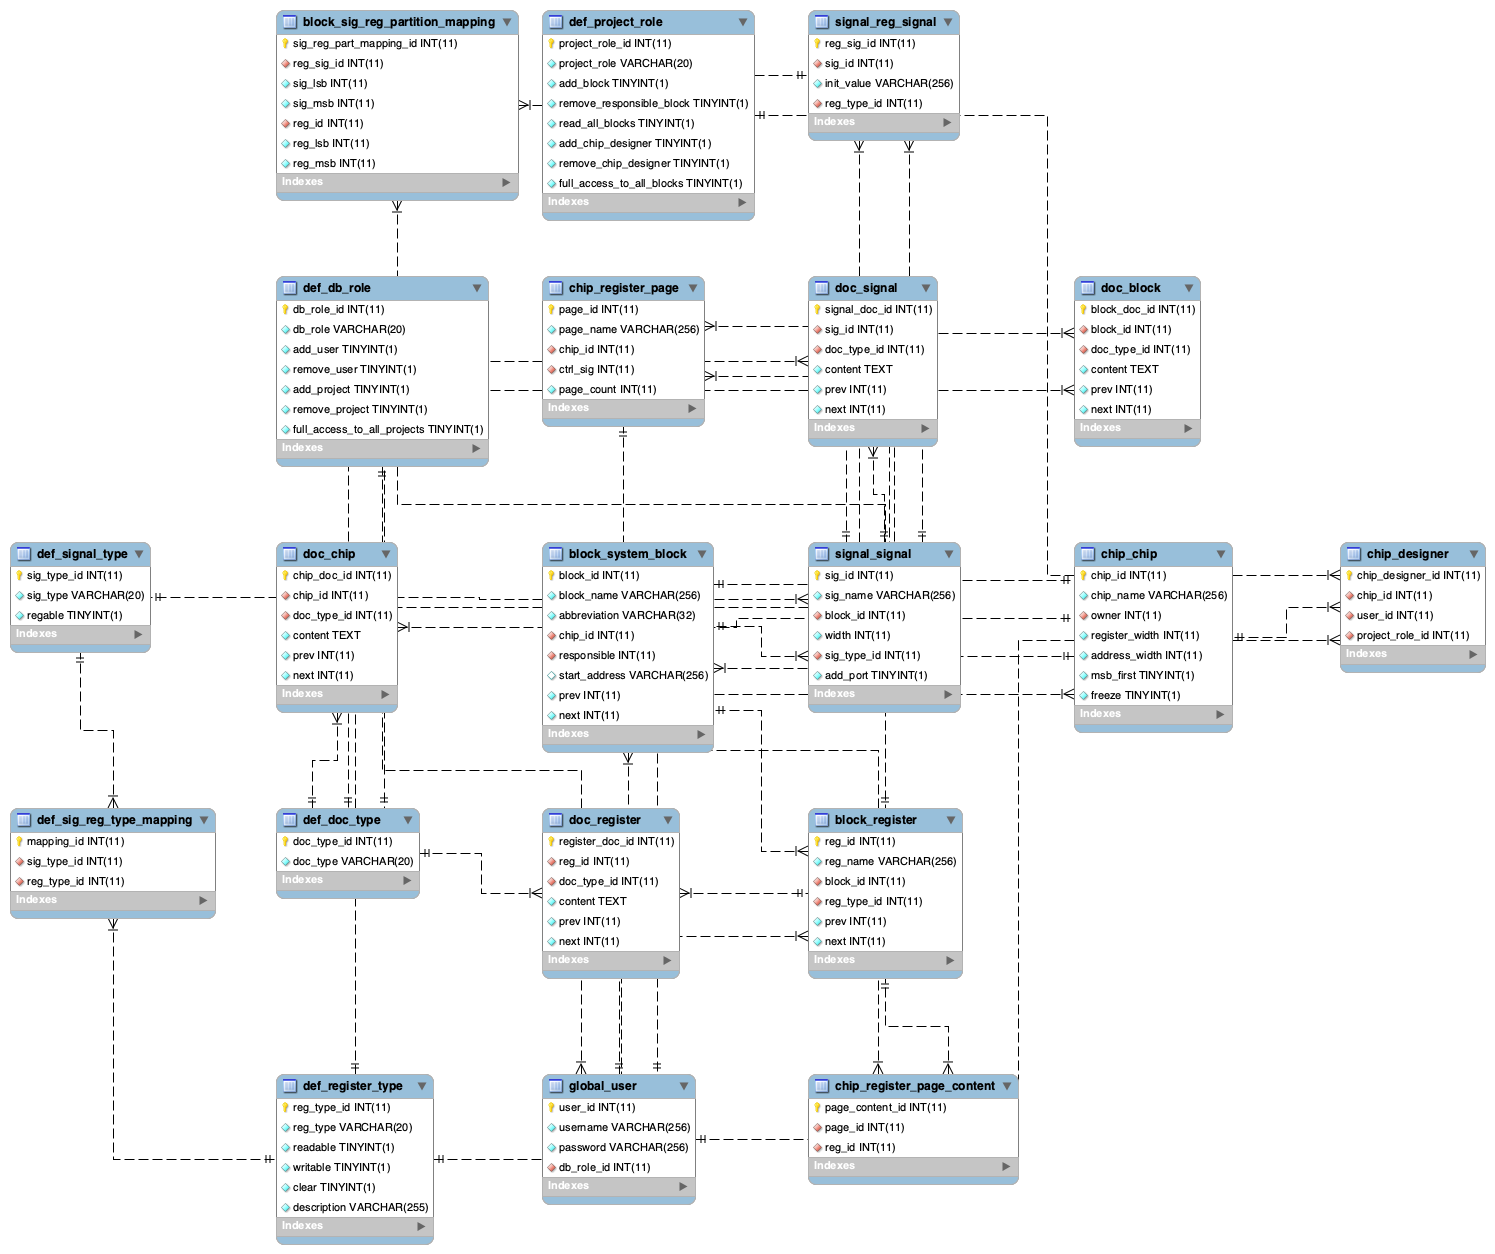 block_sig_reg_partition_mapping
sig_reg_part_mapping_id INT(11)
reg_sig_id INT(11)
sig_lsb INT(11)
sig_msb INT(11)
reg_id INT(11)
reg_lsb INT(11)
reg_msb INT(11)
Indexes
def_project_role
project_role_id INT(11)
project_role VARCHAR(20)
add_block TINYINT(1)
remove_responsible_block TINYINT(1)
read_all_blocks TINYINT(1)
add_chip_designer TINYINT(1)
remove_chip_designer TINYINT(1)
full_access_to_all_blocks TINYINT(1)
Indexes
signal_reg_signal
reg_sig_id INT(11)
sig_id INT(11)
init_value VARCHAR(256)
reg_type_id INT(11)
Indexes
def_db_role
db_role_id INT(11)
db_role VARCHAR(20)
add_user TINYINT(1)
remove_user TINYINT(1)
add_project TINYINT(1)
remove_project TINYINT(1)
full_access_to_all_projects TINYINT(1)
Indexes
chip_register_page
page_id INT(11)
page_name VARCHAR(256)
chip_id INT(11)
ctrl_sig INT(11)
page_count INT(11)
Indexes
doc_signal
signal_doc_id INT(11)
sig_id INT(11)
doc_type_id INT(11)
content TEXT
prev INT(11)
next INT(11)
Indexes
doc_block
block_doc_id INT(11)
block_id INT(11)
doc_type_id INT(11)
content TEXT
prev INT(11)
next INT(11)
Indexes
def_signal_type
sig_type_id INT(11)
sig_type VARCHAR(20)
regable TINYINT(1)
Indexes
doc_chip
chip_doc_id INT(11)
chip_id INT(11)
doc_type_id INT(11)
content TEXT
prev INT(11)
next INT(11)
Indexes
block_system_block
block_id INT(11)
block_name VARCHAR(256)
abbreviation VARCHAR(32)
chip_id INT(11)
responsible INT(11)
start_address VARCHAR(256)
prev INT(11)
next INT(11)
Indexes
signal_signal
sig_id INT(11)
sig_name VARCHAR(256)
block_id INT(11)
width INT(11)
sig_type_id INT(11)
add_port TINYINT(1)
Indexes
chip_chip
chip_id INT(11)
chip_name VARCHAR(256)
owner INT(11)
register_width INT(11)
address_width INT(11)
msb_first TINYINT(1)
freeze TINYINT(1)
Indexes
chip_designer
chip_designer_id INT(11)
chip_id INT(11)
user_id INT(11)
project_role_id INT(11)
Indexes
def_sig_reg_type_mapping
mapping_id INT(11)
sig_type_id INT(11)
reg_type_id INT(11)
Indexes
def_doc_type
doc_type_id INT(11)
doc_type VARCHAR(20)
Indexes
doc_register
register_doc_id INT(11)
reg_id INT(11)
doc_type_id INT(11)
content TEXT
prev INT(11)
next INT(11)
Indexes
block_register
reg_id INT(11)
reg_name VARCHAR(256)
block_id INT(11)
reg_type_id INT(11)
prev INT(11)
next INT(11)
Indexes
def_register_type
reg_type_id INT(11)
reg_type VARCHAR(20)
readable TINYINT(1)
writable TINYINT(1)
clear TINYINT(1)
description VARCHAR(255)
Indexes
global_user
user_id INT(11)
username VARCHAR(256)
password VARCHAR(256)
db_role_id INT(11)
Indexes
chip_register_page_content
page_content_id INT(11)
page_id INT(11)
reg_id INT(11)
Indexes